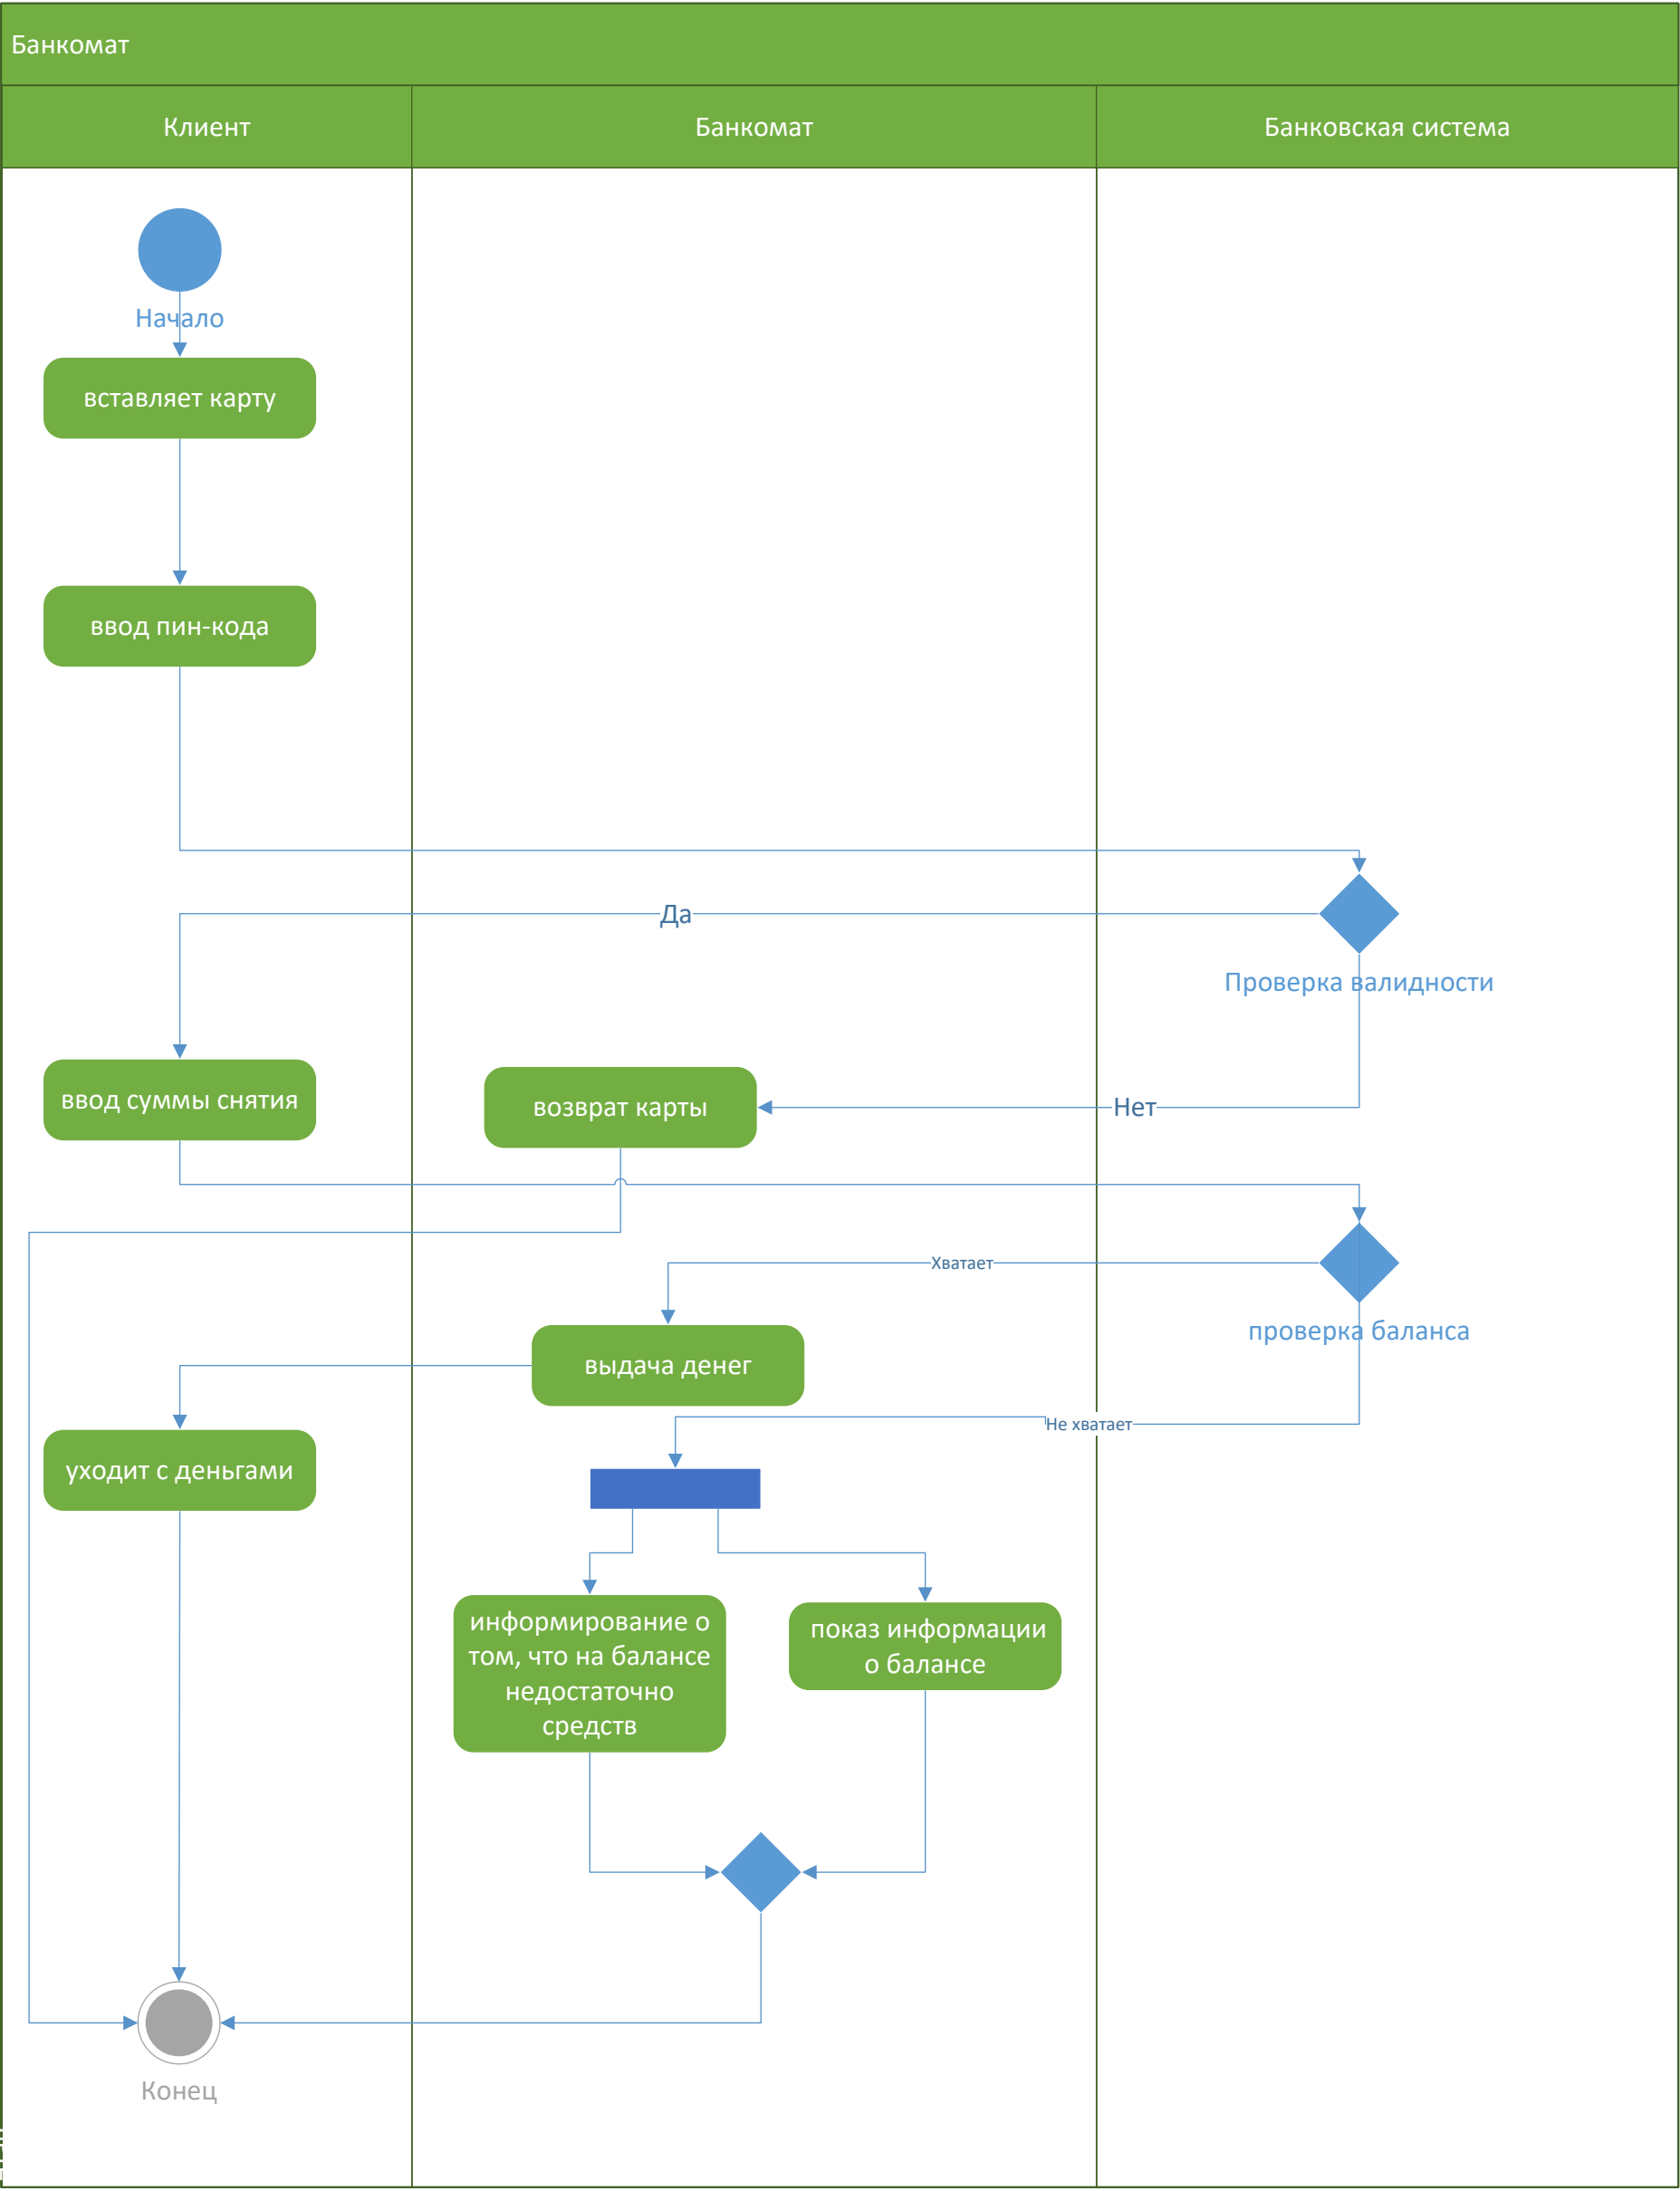 Банкомат
Клиент
Банкомат
Банковская система
Начало
вставляет карту
ввод пин-кода
Да
Проверка валидности
ввод суммы снятия
возврат карты
Нет
Хватает
проверка баланса
выдача денег
Не хватает
уходит с деньгами
информирование о
том, что на балансе
недостаточно
средств
показ информации
о балансе
Конец